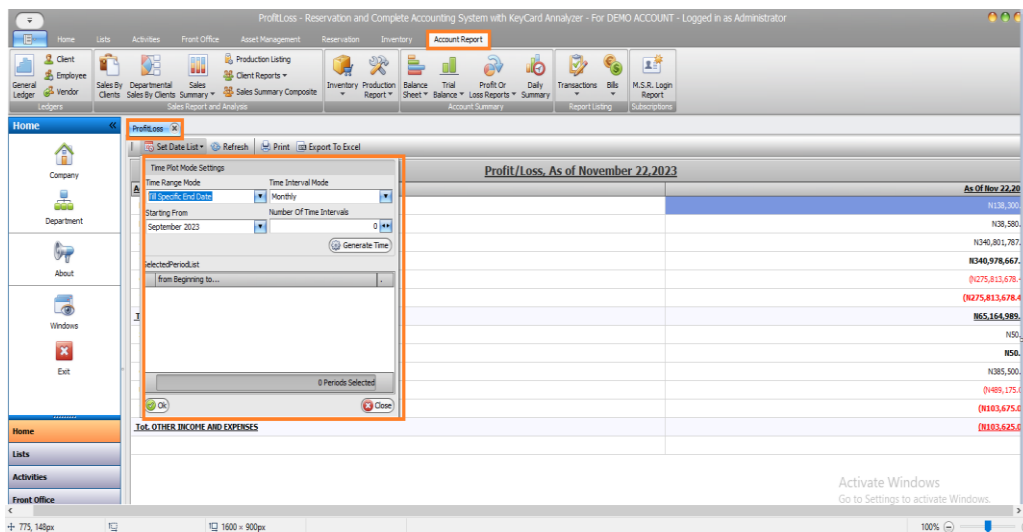 ProfitLoss - Reservation and Complete Accounting System with KeyCard Annalyzer - For DEMO ACCOUNT - Logged in as Administrator
Home Lists Activities Front Office Asset Management Reservation Inventory Account Report
Client
Employee
Vendor
General Ledger
Sales By Clients
Departmental Sales By Clients
Sales Summary
Production Listing
Client Reports
Sales Summary Composite
Inventory
Production Report
Balance Sheet
Trial Balance
Profit Or Loss Reports
Daily Summary
Transactions
Bills
M.S.R. Login Report
Ledgers Sales Report and Analysis Account Summary Report Listing Subscriptions
Home «
Company
Department
About
Windows
Exit
Home
Lists
Activities
Front Office
ProfitLoss
Set Date List Refresh Print Export To Excel
Time Plot Mode Settings
Time Range Mode Time Interval Mode
Till Specific End Date Monthly
Starting From Number Of Time Intervals
September 2023 0
Generate Time
SelectedPeriodList
from Beginning to... .
0 Periods Selected
Ok Close
Profit/Loss, As of November 22,2023
As Of Nov 22,20
N138,300.
N38,580.
N340,801,787.
N340,978,667.
(N275,813,678.
(N275,813,678.4
N65,164,989.
N50.
N50.
N385,500.
(N489,175.0
(N103,675.0
Tot. OTHER INCOME AND EXPENSES (N103,625.0
Activate Windows
Go to Settings to activate Windows.
775, 148px 1600 × 900px 100%